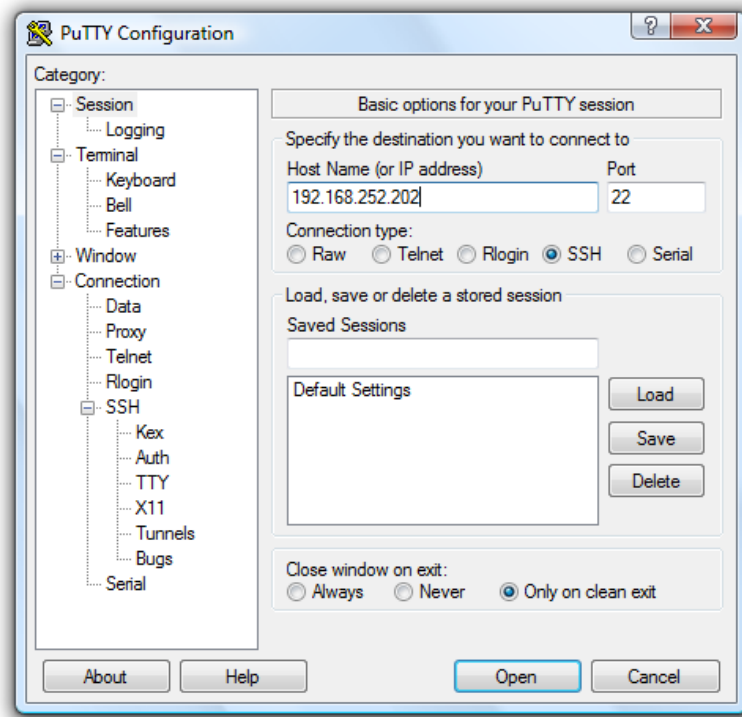 PuTTY Configuration
Category:
Session
Logging
Terminal
Keyboard
Bell
Features
Window
Connection
Data
Proxy
Telnet
Rlogin
SSH
Kex
Auth
TTY
X11
Tunnels
Bugs
Serial
Basic options for your PuTTY session
Specify the destination you want to connect to
Host Name (or IP address) Port
192.168.252.202 22
Connection type:
Raw Telnet Rlogin SSH Serial
Load, save or delete a stored session
Saved Sessions
Default Settings
Load
Save
Delete
Close window on exit:
Always Never Only on clean exit
About Help Open Cancel